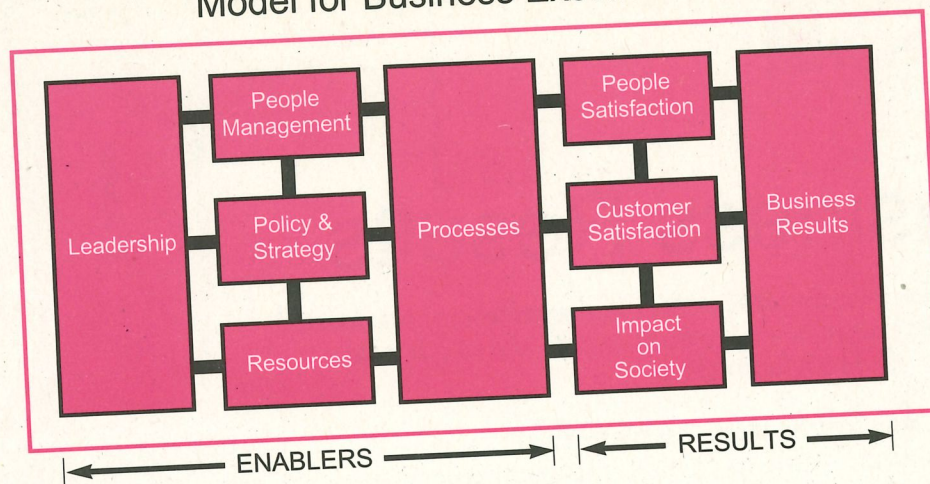 Model for Business
Leadership
People
Management
Policy &
Strategy
Resources
Processes
People
Satisfaction
Customer
Satisfaction
Impact
on
Society
Business
Results
ENABLERS
RESULTS